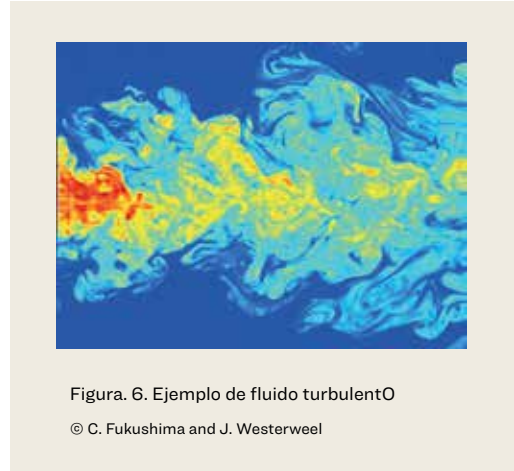 Figura. 6. Ejemplo de fluido turbulentO
© C. Fukushima and J. Westerweel